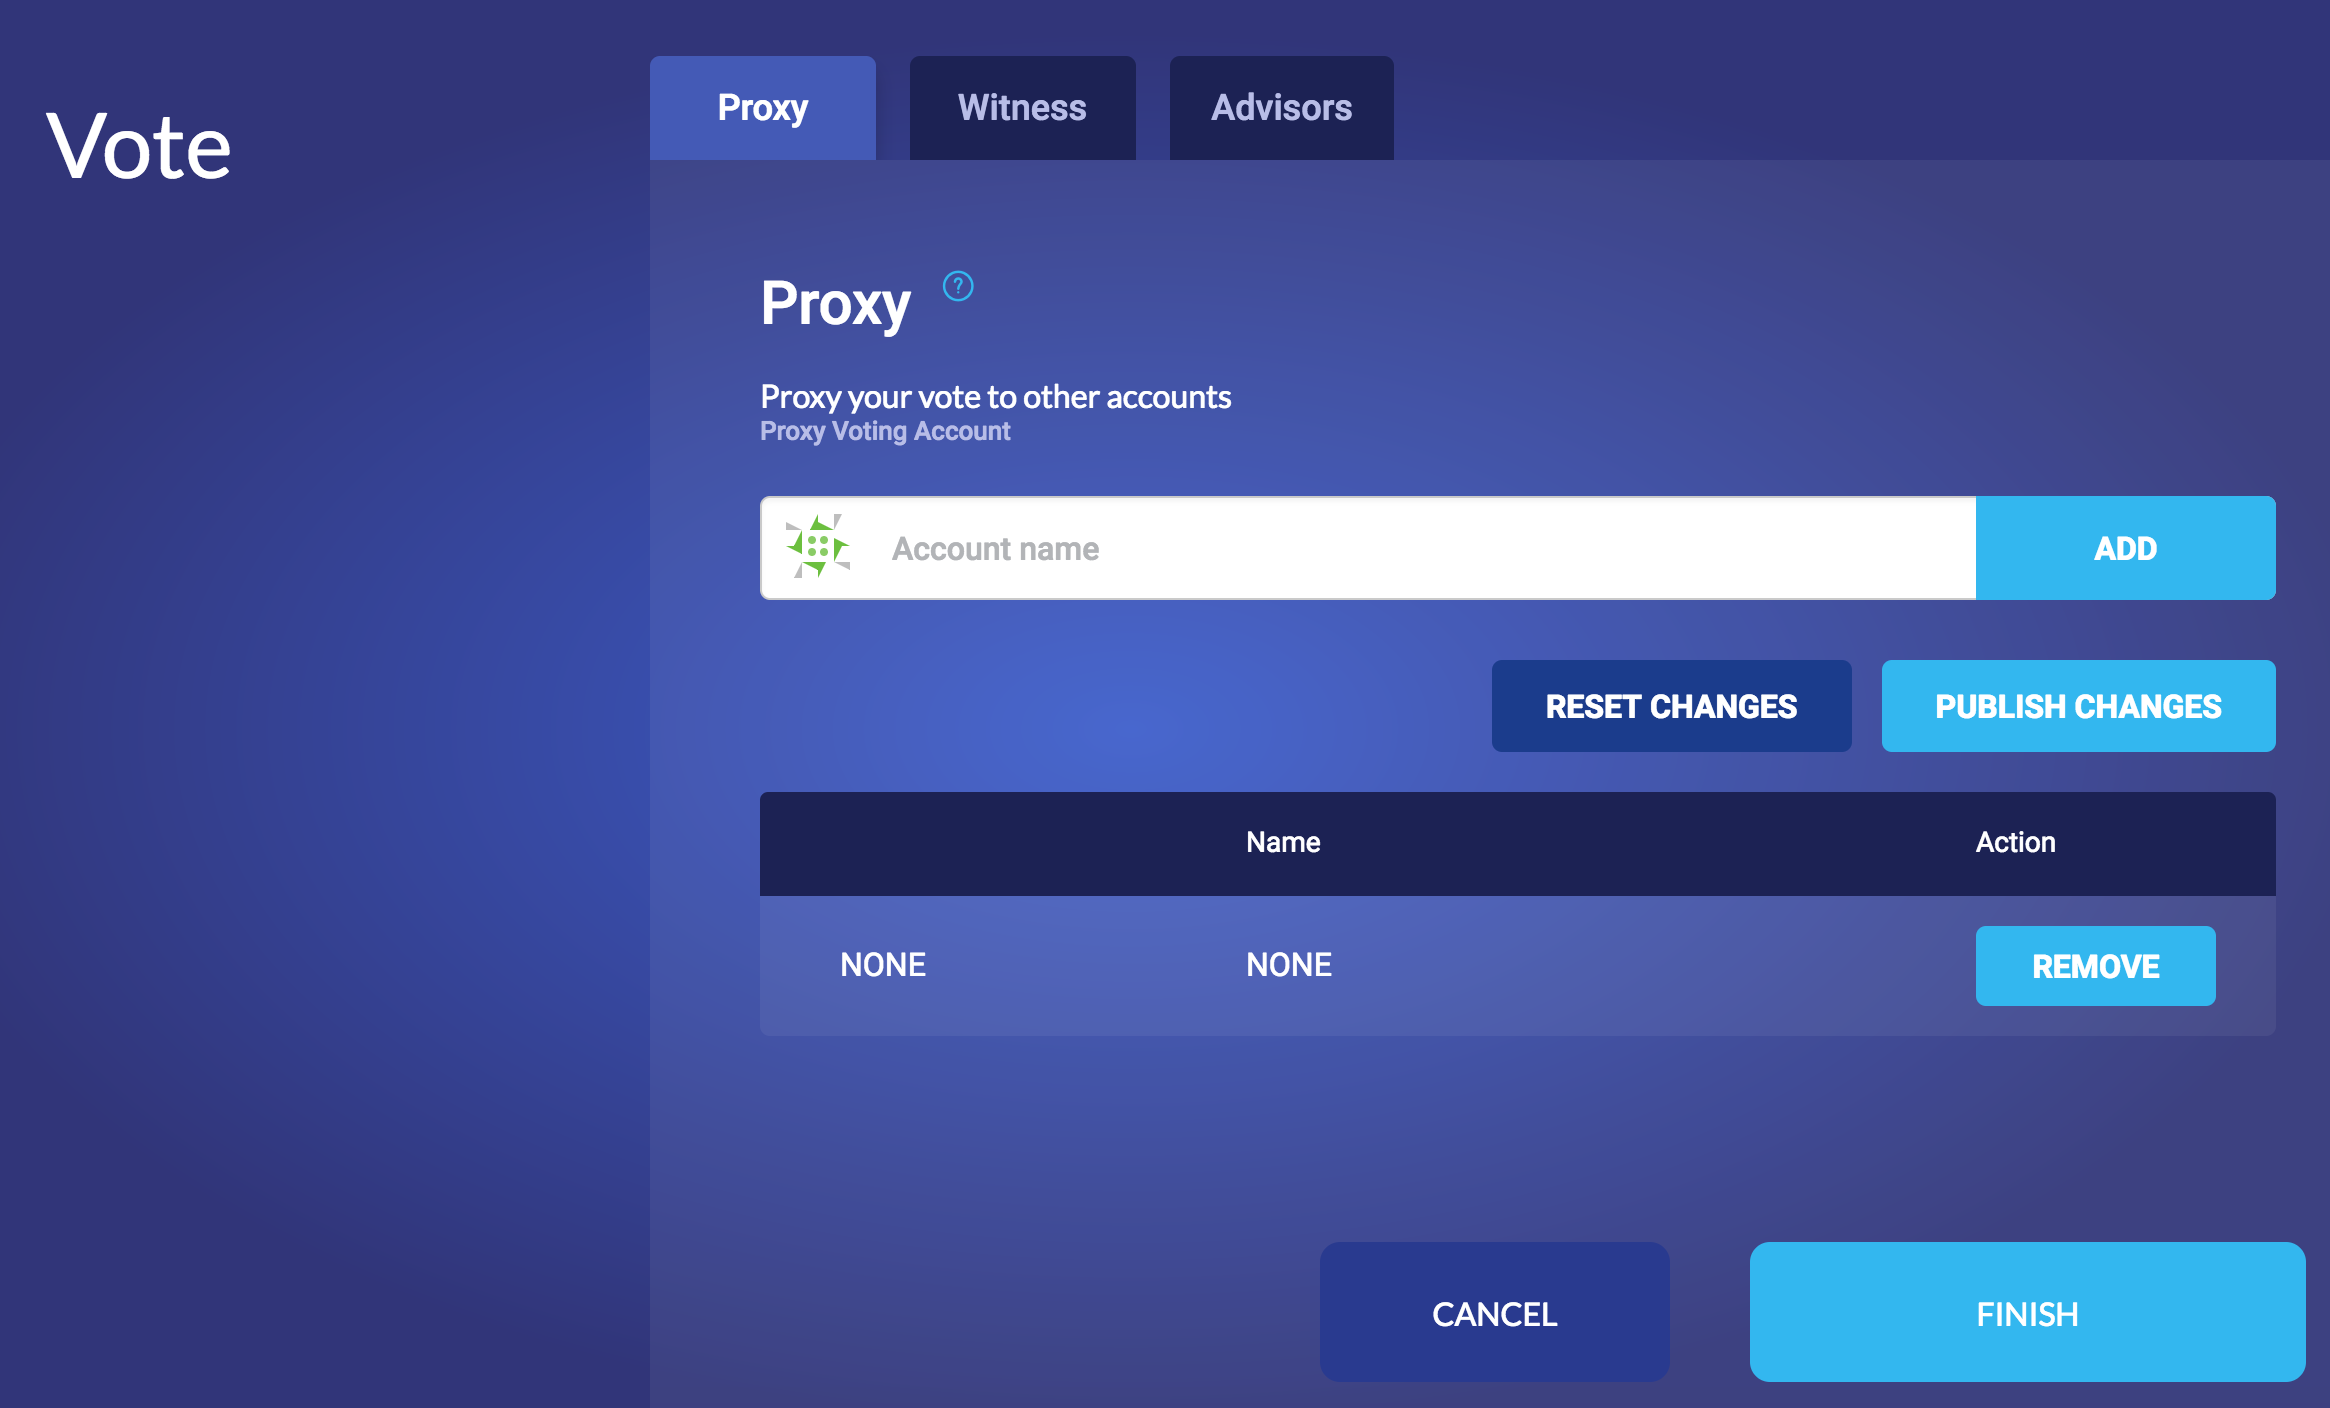 Vote
Proxy
Witness
Advisors
Proxy ?
Proxy your vote to other accounts
Proxy Voting Account
Account name
ADD
RESET CHANGES
PUBLISH CHANGES
Name
Action
NONE
NONE
REMOVE
CANCEL
FINISH